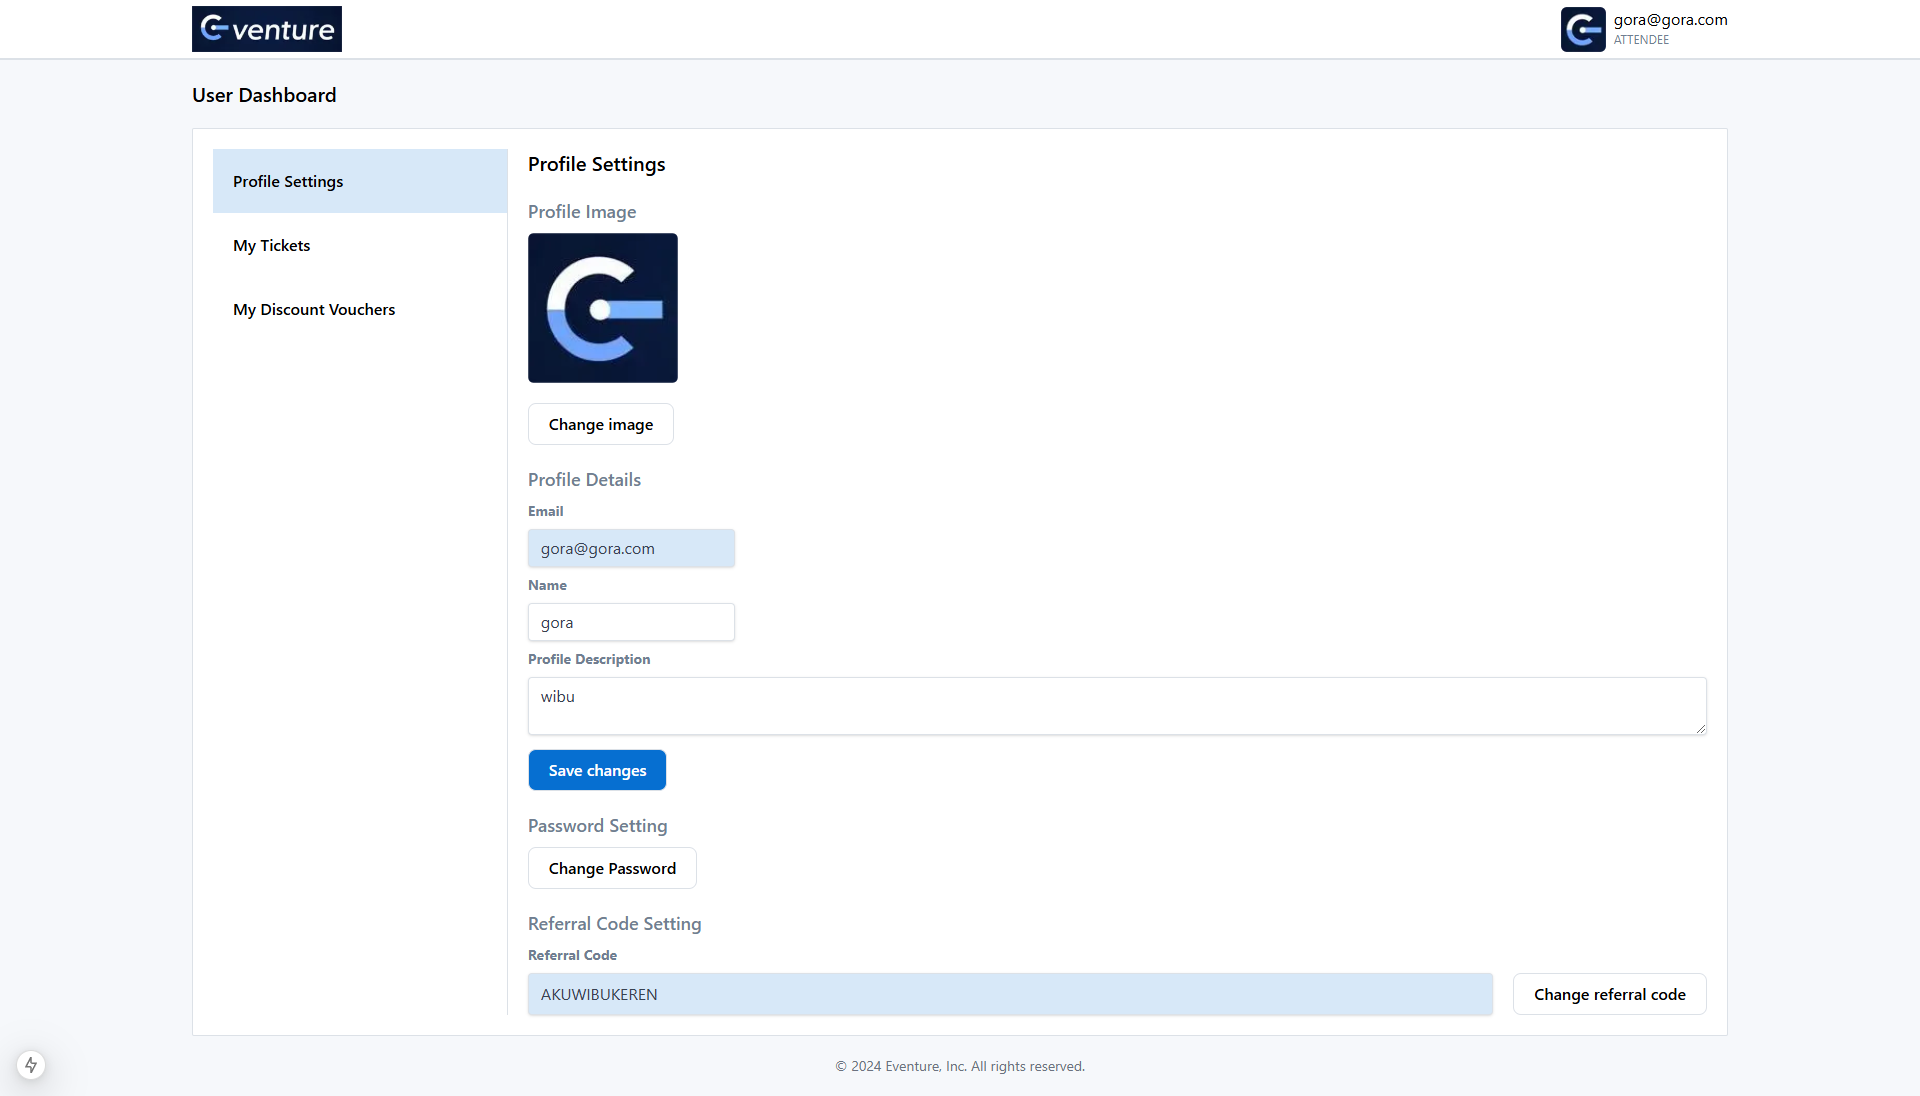 venture
gora@gora.com
ATTENDEE
User Dashboard
Profile Settings
My Tickets
My Discount Vouchers
Profile Settings
Profile Image
Change image
Profile Details
Email
gora@gora.com
Name
gora
Profile Description
wibu
Save changes
Password Setting
Change Password
Referral Code Setting
Referral Code
AKUWIBUKEREN
Change referral code
© 2024 Eventure, Inc. All rights reserved.